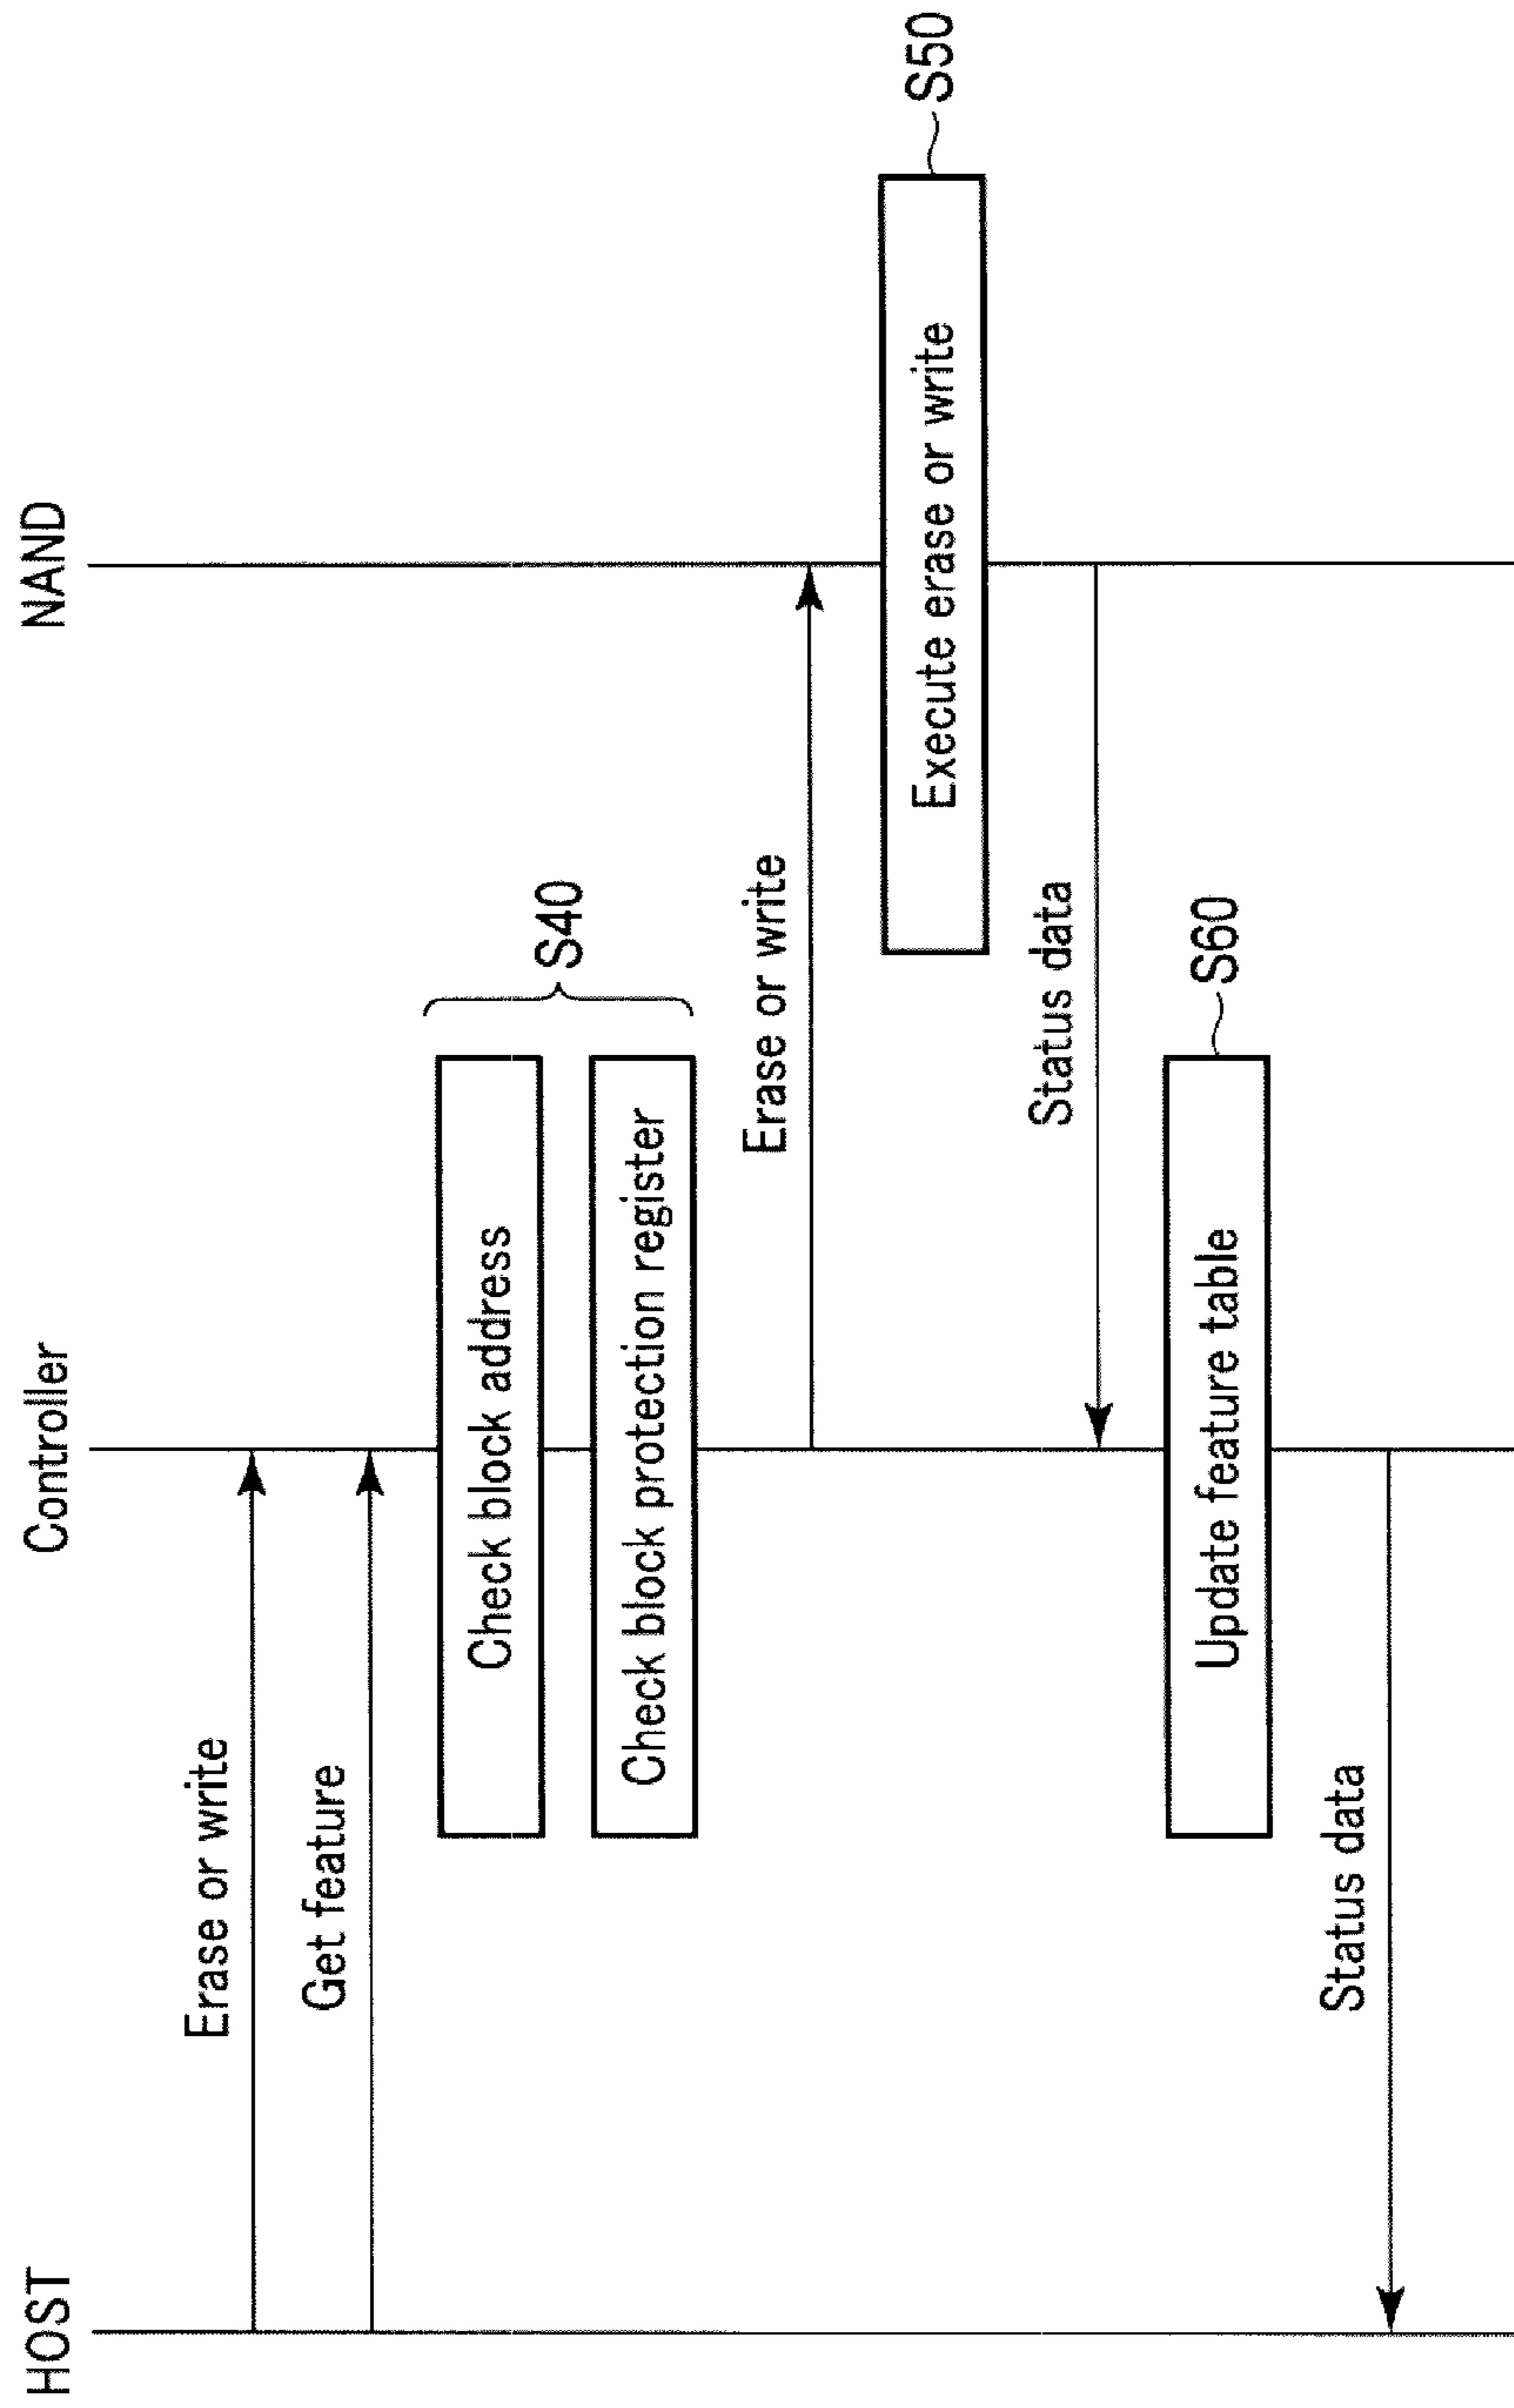 HOST
Controller
NAND
Erase or write
Get feature
Check block address
Check block protection register
S40
Erase or write
Execute erase or write
S50
Status data
Update feature table
S60
Status data